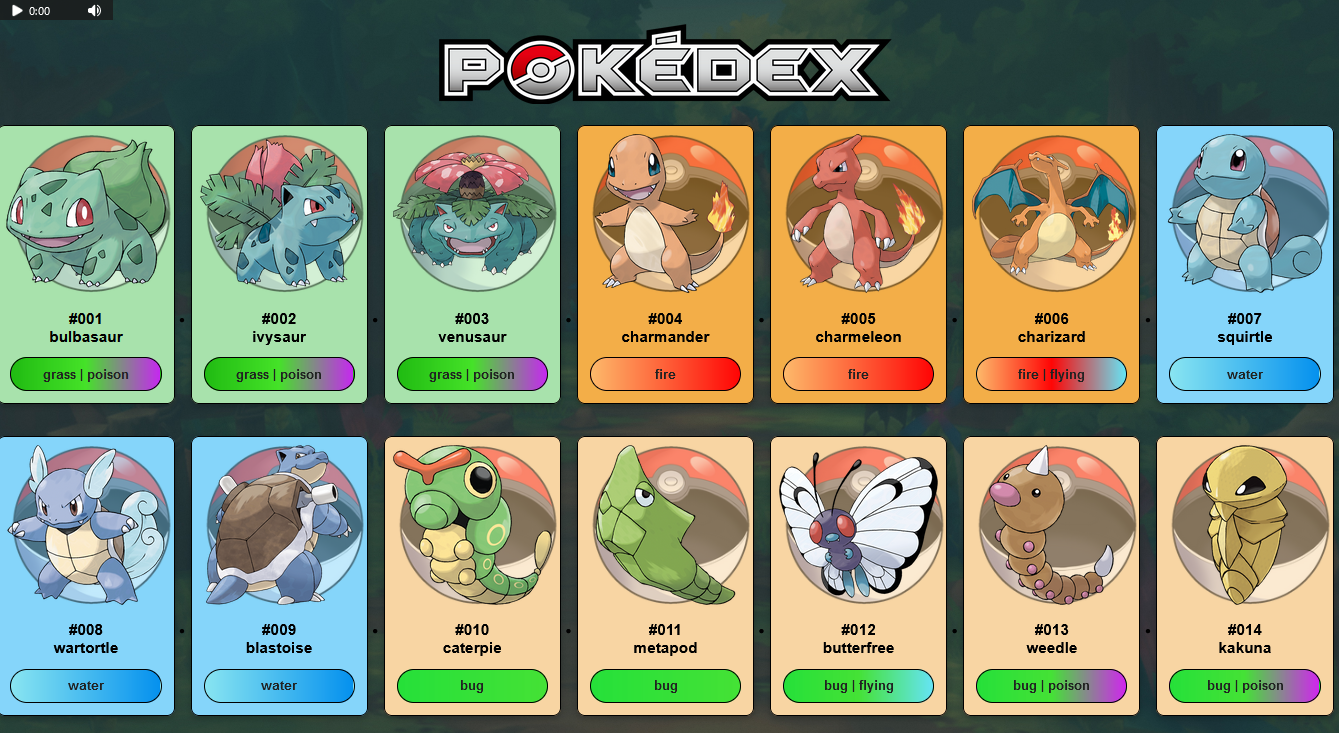 0:00
POKÉDEX
#001
bulbasaur
grass | poison
#002
ivysaur
grass | poison
#003
venusaur
grass | poison
#004
charmander
fire
#005
charmeleon
fire
#006
charizard
fire | flying
#007
squirtle
water
#008
wartortle
water
#009
blastoise
water
#010
caterpie
bug
#011
metapod
bug
#012
butterfree
bug | flying
#013
weedle
bug | poison
#014
kakuna
bug | poison